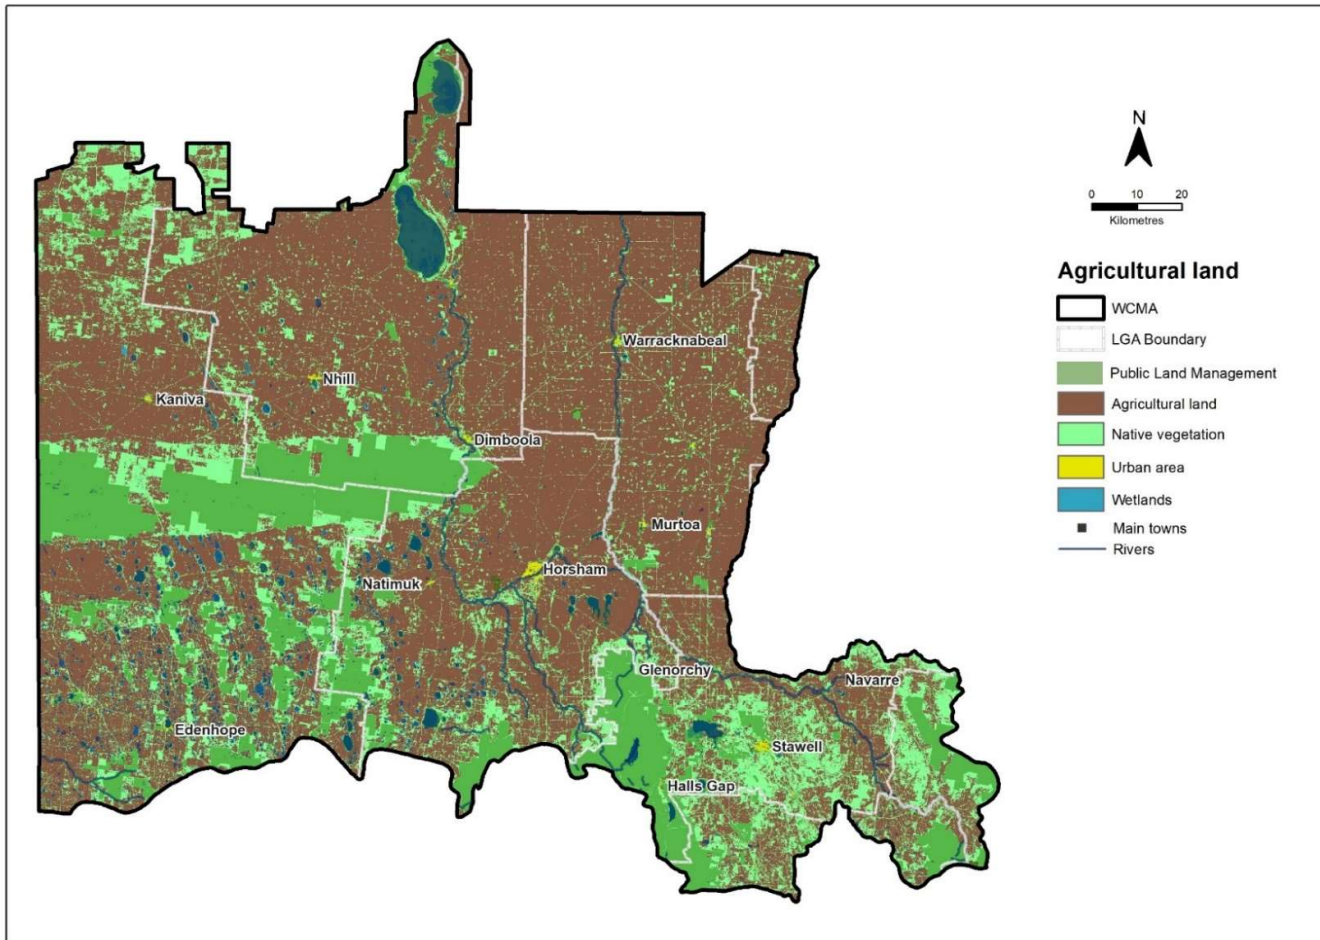 N
0 10 20
Kilometres
Agricultural land
WCMA
LGA Boundary
Public Land Management
Agricultural land
Native vegetation
Urban area
Wetlands
Main towns
Rivers
Warracknabeal
Nhill
Kaniva
Dimboola
Murtoa
Horsham
Natimuk
Glenorchy
Navarre
Edenhope
Stawell
Halls Gap